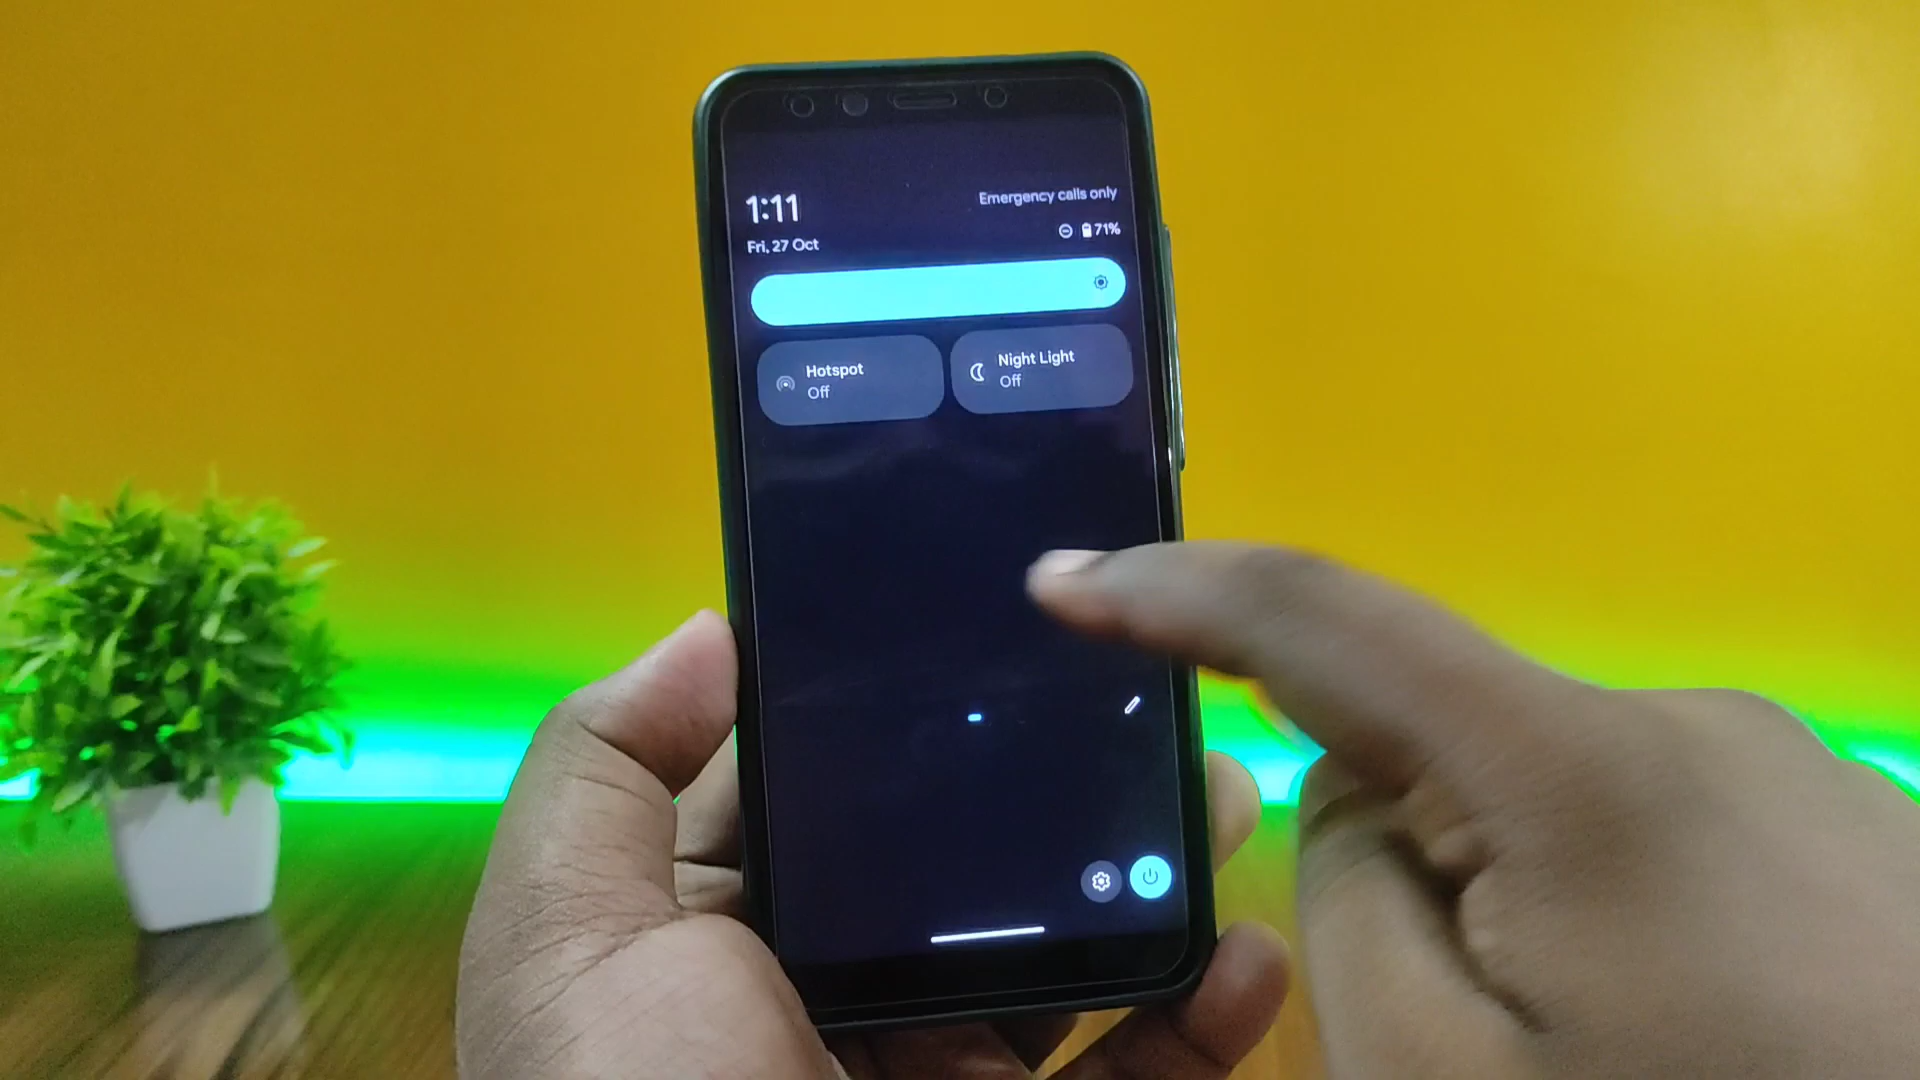 1:11
Emergency calls only
71%
Fri, 27 Oct
Hotspot
Off
Night Light
Off